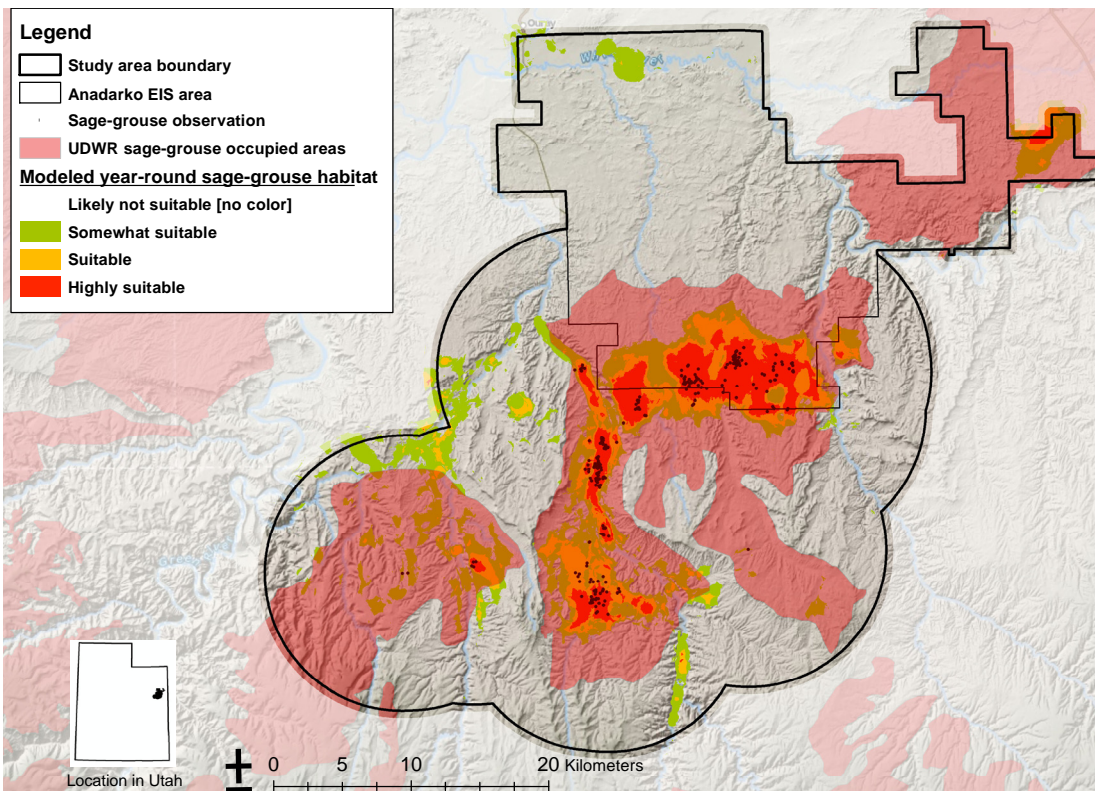 Legend
Study area boundary
Anadarko EIS area
Sage-grouse observation
UDWR sage-grouse occupied areas
Modeled year-round sage-grouse habitat
Likely not suitable [no color]
Somewhat suitable
Suitable
Highly suitable
Location in Utah
0 5 10 20 Kilometers